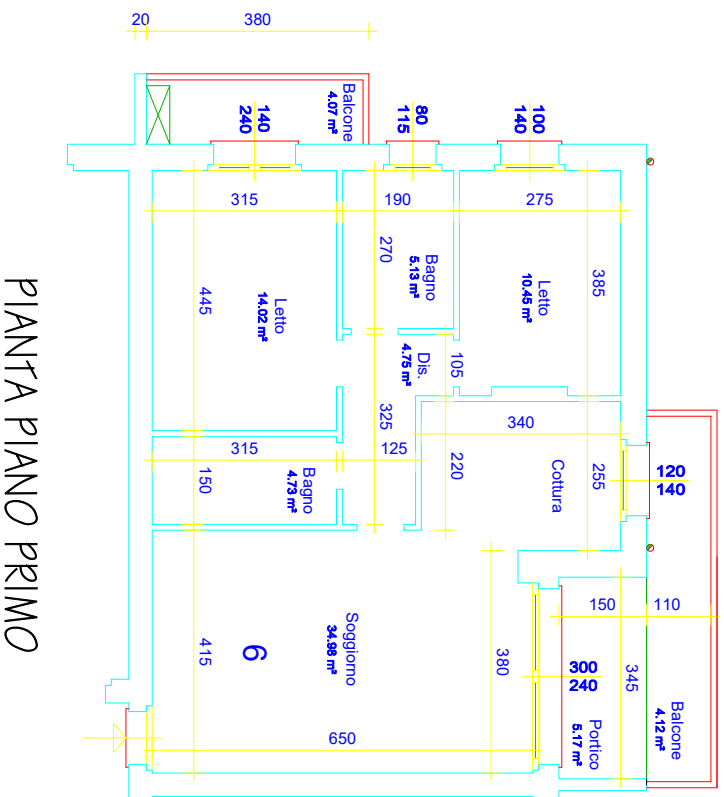 20
380
Balcone
4.07 m²
140
240
80
115
100
140
315
190
275
270
Bagno
5.13 m²
385
Letto
10.45 m²
445
Letto
14.02 m²
Dis.
4.75 m²
105
325
340
315
125
220
Cottura
255
120
140
150
Bagno
4.73 m²
150
110
415
6
Soggiorno
34.98 m²
380
300
240
345
Portico
5.17 m²
Balcone
4.12 m²
650
PIANTA PIANO PRIMO